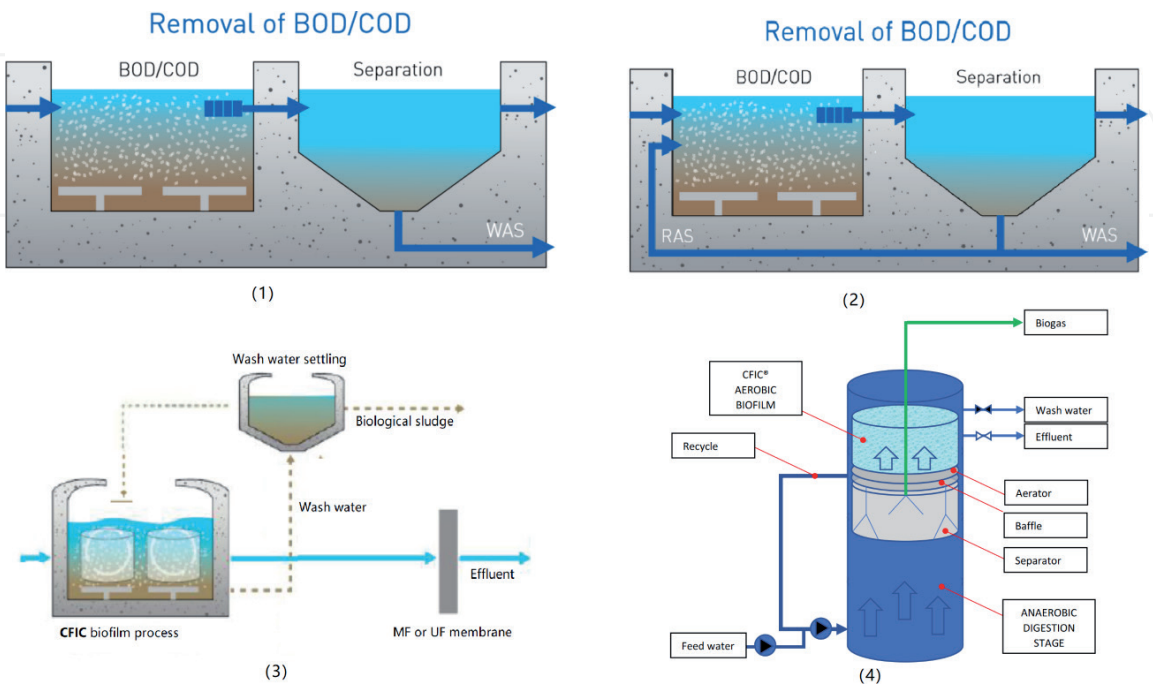 Removal of BOD/COD
BOD/COD
Separation
WAS
(1)
Removal of BOD/COD
BOD/COD
Separation
RAS
WAS
(2)
Wash water settling
Biological sludge
Wash water
Effluent
CFIC biofilm process
MF or UF membrane
(3)
Biogas
CFIC®
AEROBIC
BIOFILM
Wash water
Effluent
Recycle
Aerator
Baffle
Separator
ANAEROBIC
DIGESTION
STAGE
Feed water
(4)